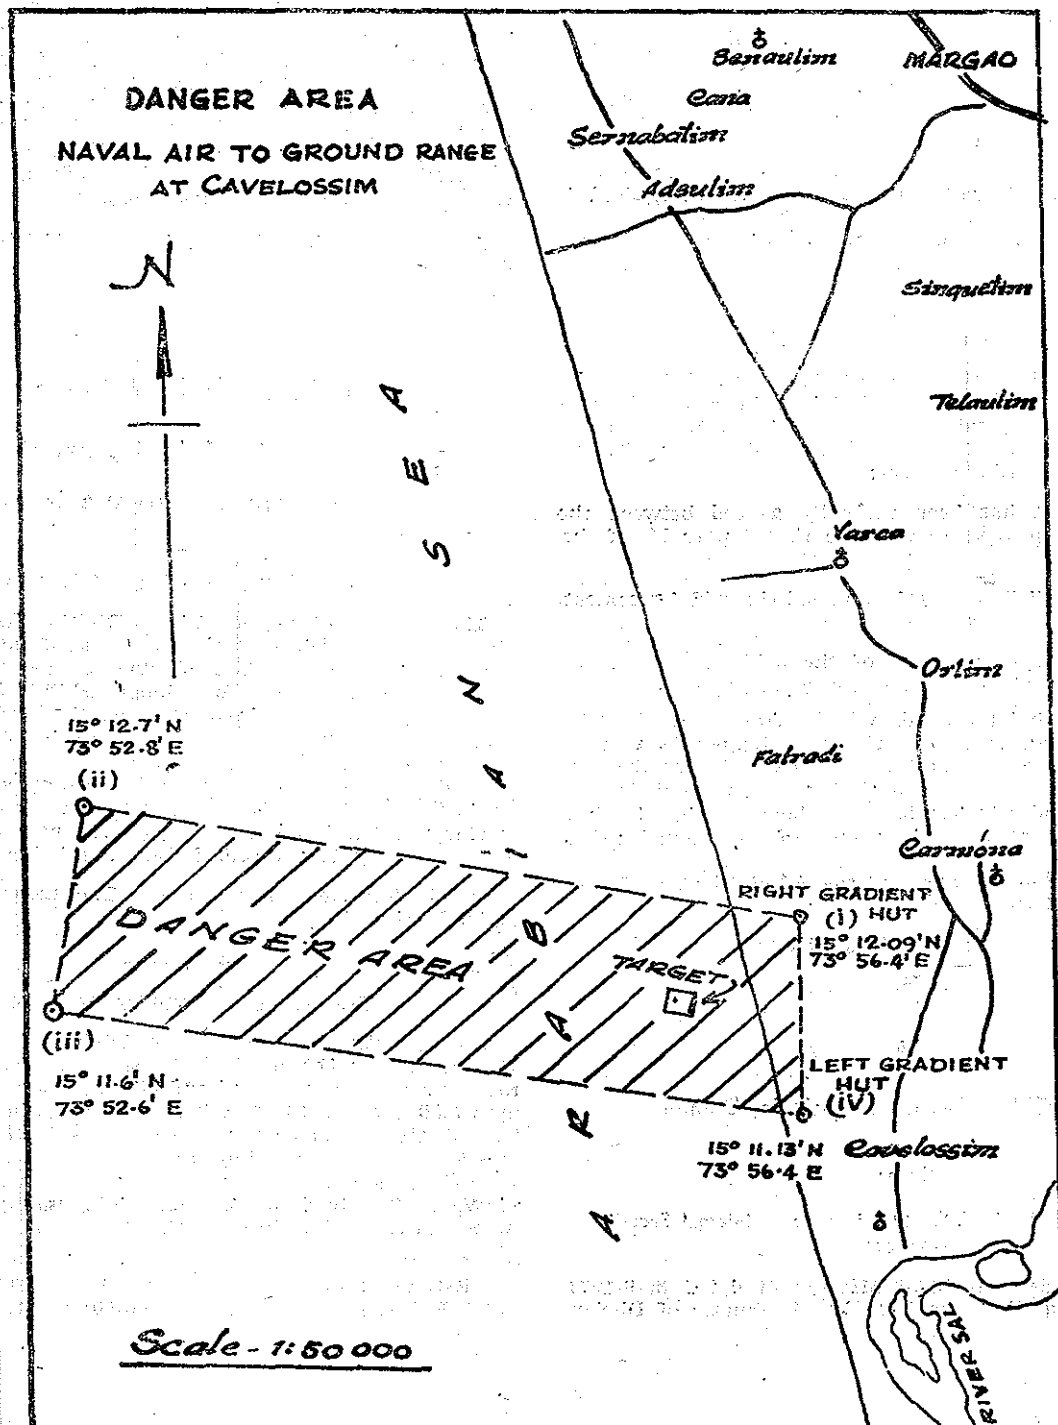 DANGER AREA
NAVAL AIR TO GROUND RANGE
AT CAVELOSSIM
N
Benaulim
MARGAO
Cana
Sernabatim
Adsulim
Sinquetim
Telaulim
Varca
Orlim
Fatradi
Carmóna
ARABIAN SEA
15° 12.7' N
73° 52.8' E
(ii)
DANGER AREA
TARGET
RIGHT GRADIENT
(i) HUT
15° 12.09' N
73° 56.4' E
(iii)
15° 11.6' N
73° 52.6' E
LEFT GRADIENT
HUT
(iv)
15° 11.13' N
73° 56.4 E
Cavelossim
RIVER SAL
Scale - 1:50 000